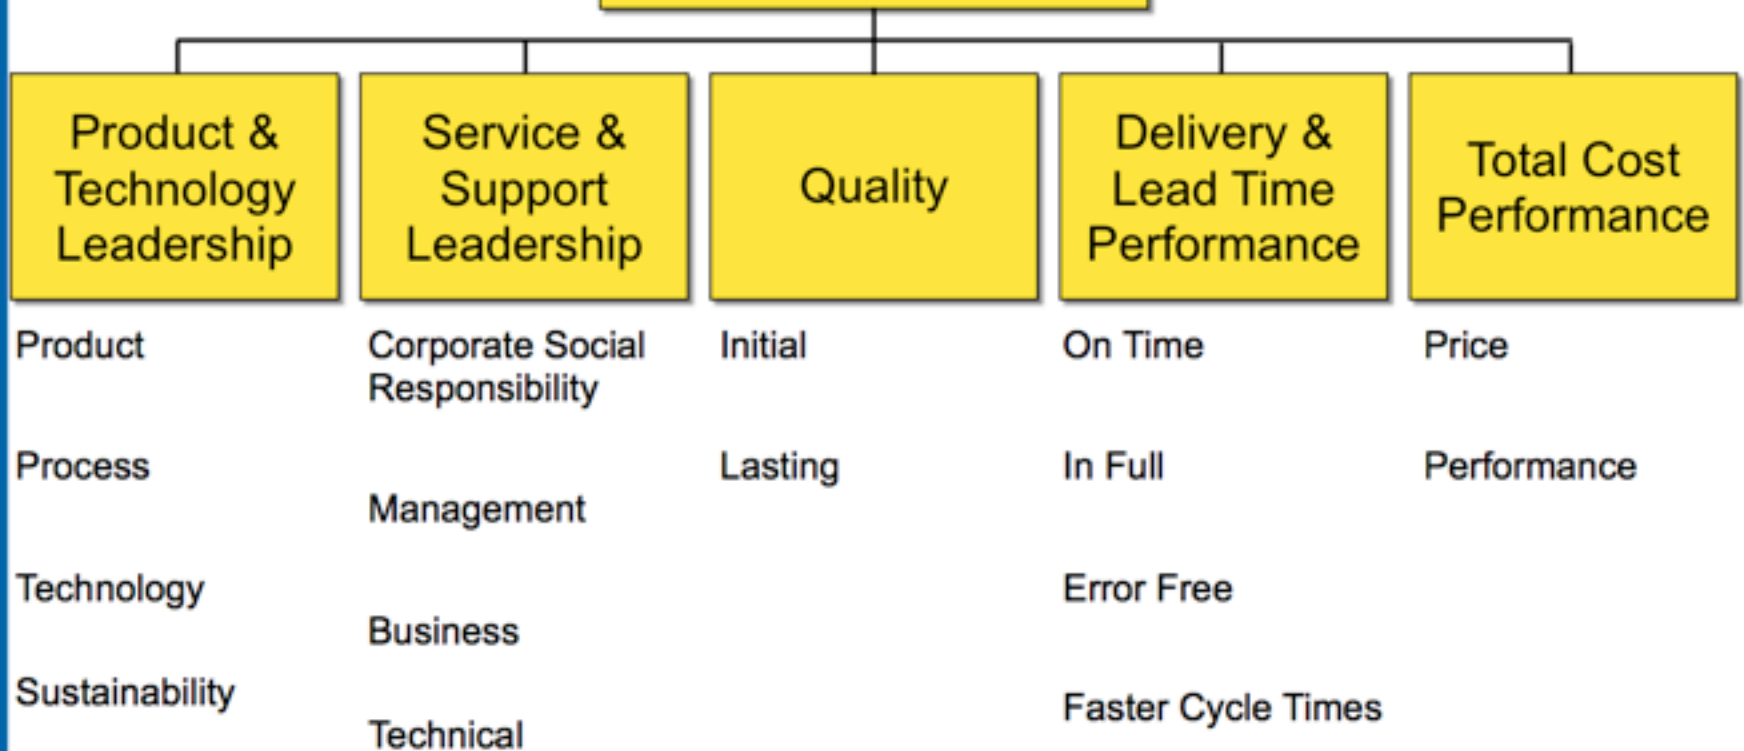 Product &
Technology
Leadership
Service &
Support
Leadership
Quality
Delivery &
Lead Time
Performance
Total Cost
Performance
Product
Process
Technology
Sustainability
Corporate Social
Responsibility
Management
Business
Technical
Initial
Lasting
On Time
In Full
Error Free
Faster Cycle Times
Price
Performance